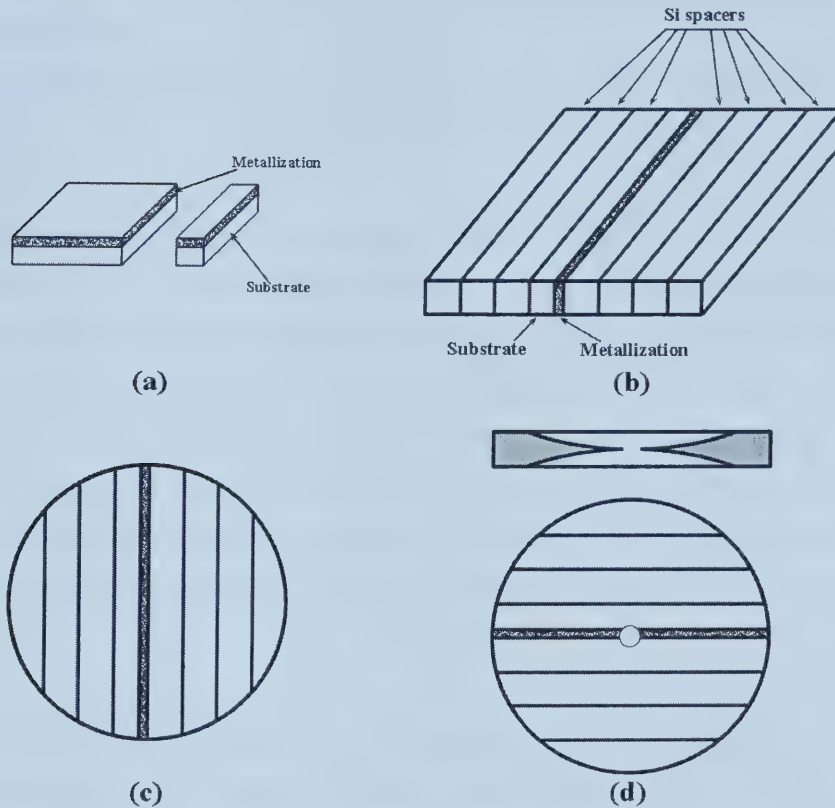 Si spacers
Metallization
Substrate
Substrate
Metallization
(a)
(b)
(c)
(d)